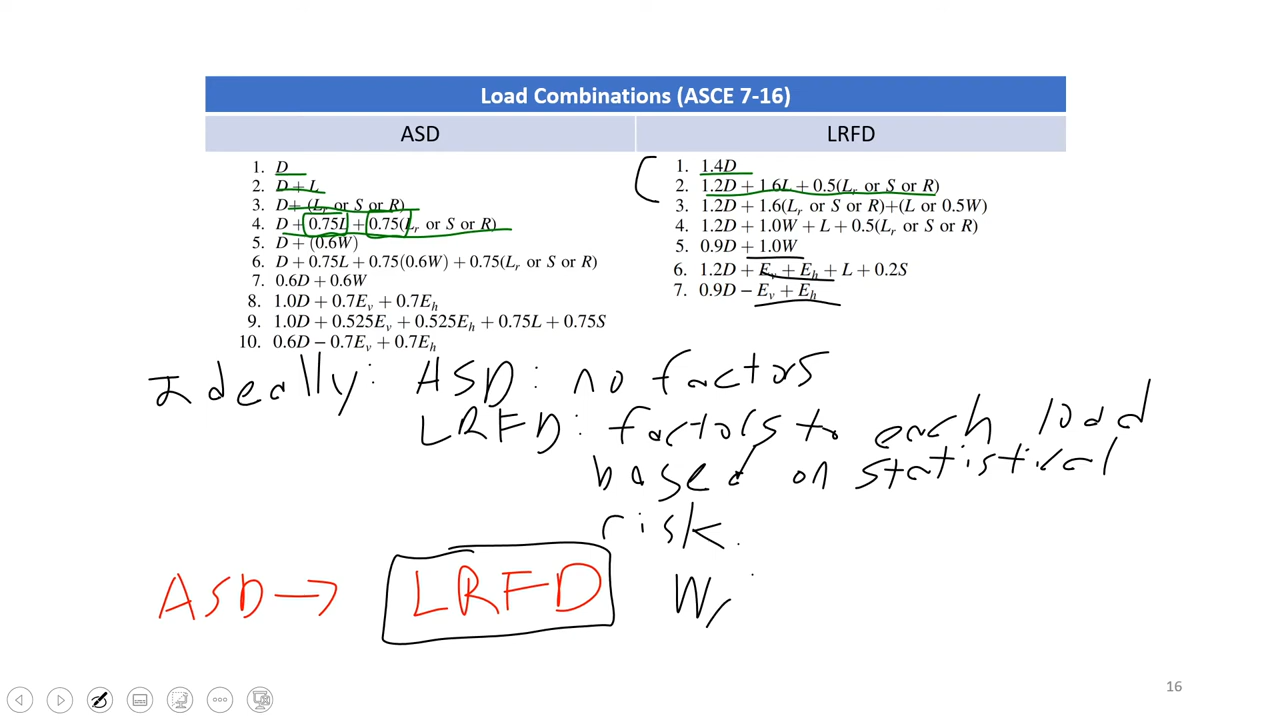 Load Combinations (ASCE 7-16)
ASD
LRFD
1. D
2. D + L
3. D + (Lr or S or R)
4. D + 0.75L + 0.75(Lr or S or R)
5. D + (0.6W)
6. D + 0.75L + 0.75(0.6W) + 0.75(Lr or S or R)
7. 0.6D + 0.6W
8. 1.0D + 0.7Ev + 0.7Eh
9. 1.0D + 0.525Ev + 0.525Eh + 0.75L + 0.75S
10. 0.6D − 0.7Ev + 0.7Eh
1. 1.4D
2. 1.2D + 1.6L + 0.5(Lr or S or R)
3. 1.2D + 1.6(Lr or S or R)+(L or 0.5W)
4. 1.2D + 1.0W + L + 0.5(Lr or S or R)
5. 0.9D + 1.0W
6. 1.2D + Ev + Eh + L + 0.2S
7. 0.9D − Ev + Eh
Ideally: ASD: no factors
LRFD: factors to each load
based on statistical
risk.
ASD → LRFD W
16